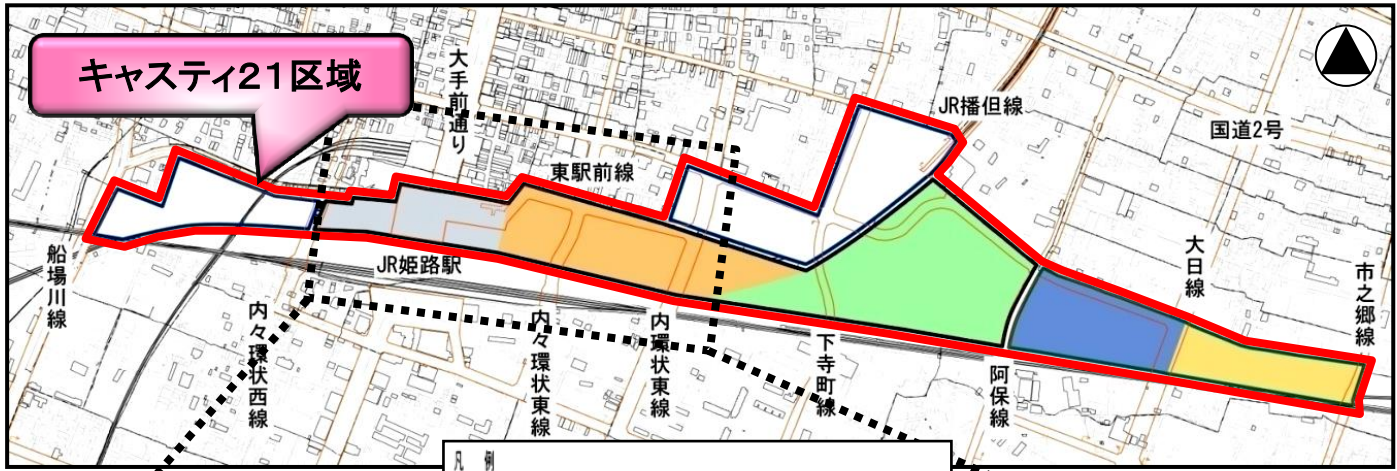 キャスティ21区域
大手前通り
東駅前線
JR播但線
国道2号
船場川線
内々環状西線
JR姫路駅
内々環状東線
内環状東線
下寺町線
阿保線
大日線
市之郷線
凡 例